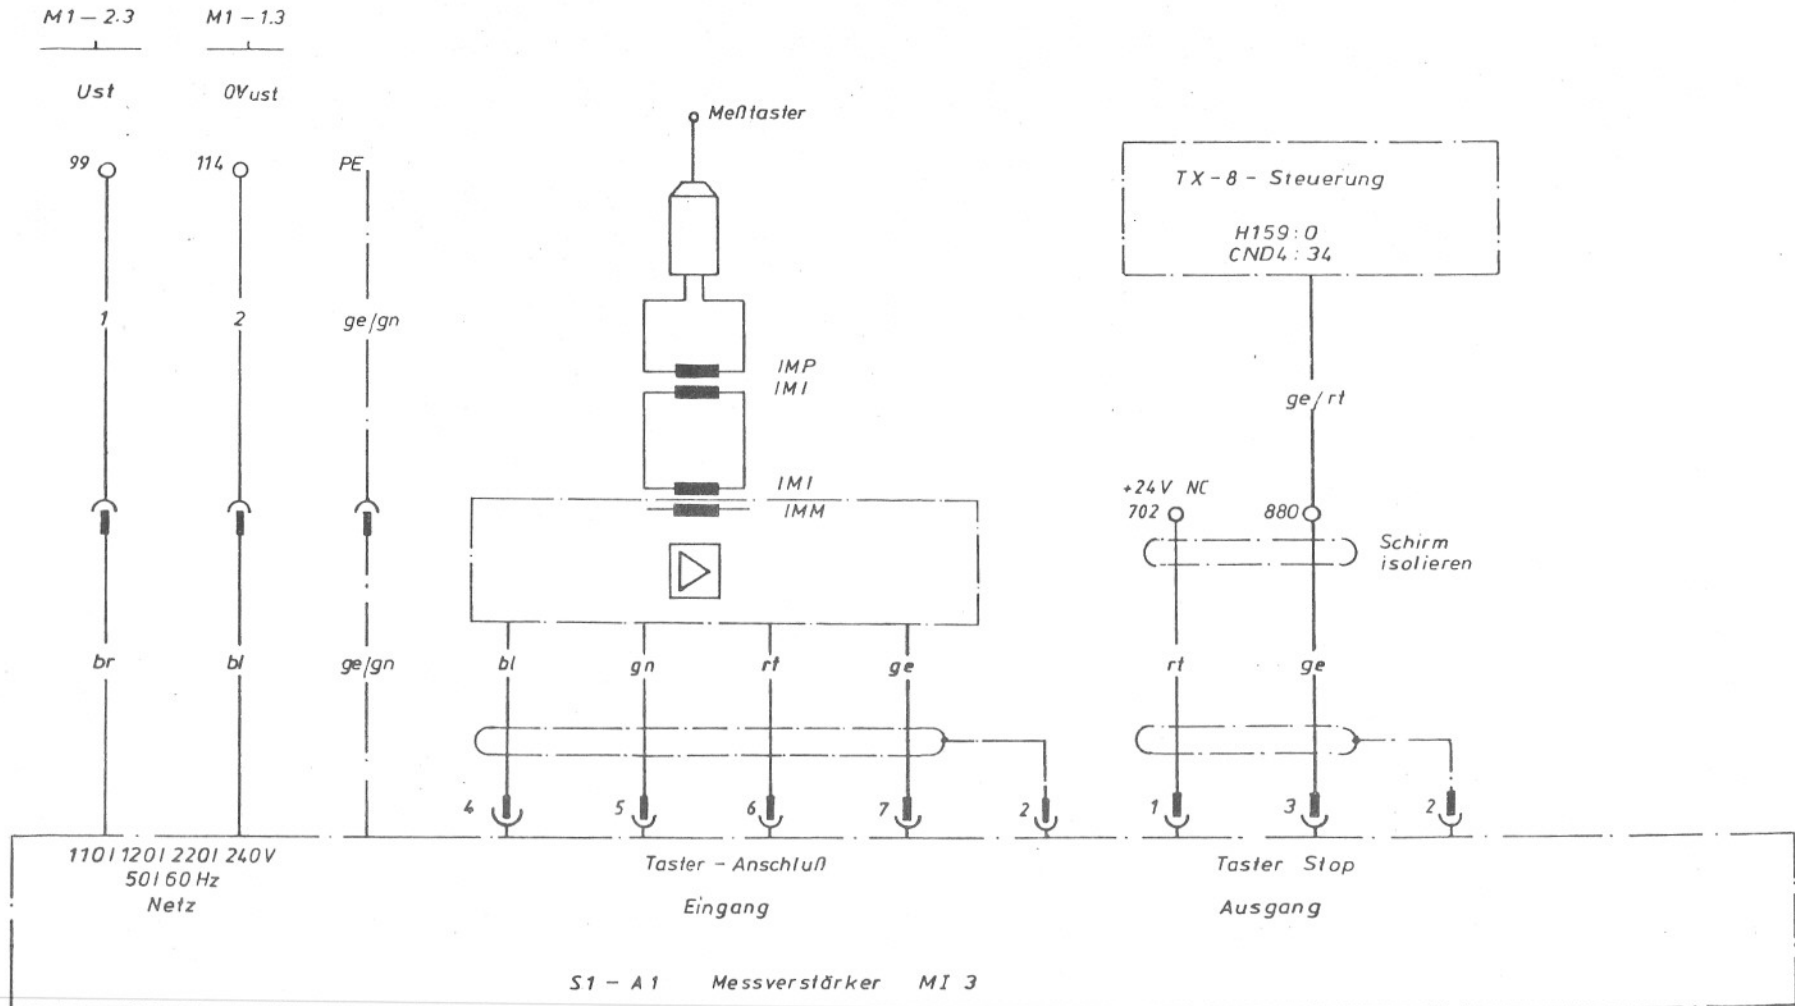 M1-2.3
M1-1.3
Ust
0Vust
Meßtaster
99
114
PE
TX-8- Steuerung
H159:0
CND4:34
1
2
ge/gn
IMP
IMI
ge/rt
IMI
IMM
+24V NC
702
880
Schirm
isolieren
br
bl
ge/gn
bl
gn
rt
ge
rt
ge
4
5
6
7
2
1
3
2
110/120/220/240V
50/60 Hz
Netz
Taster-Anschluß
Eingang
Taster Stop
Ausgang
S1-A1 Messverstärker MI 3